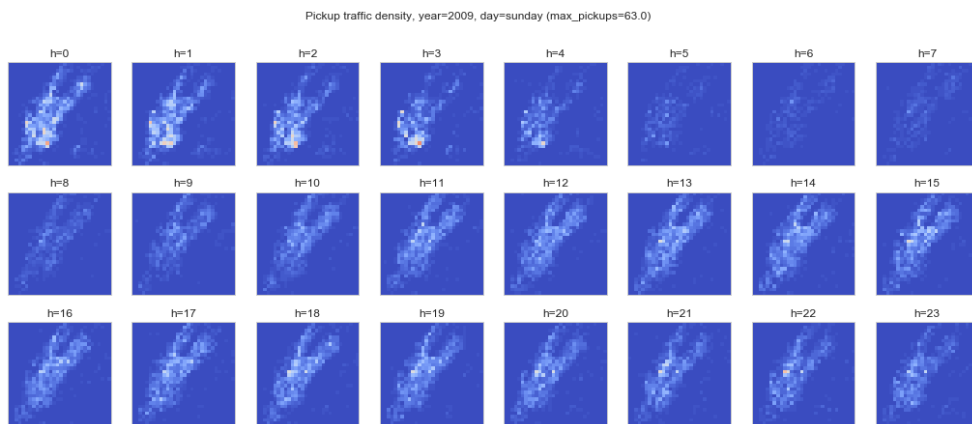 Pickup traffic density, year=2009, day=sunday (max_pickups=63.0)
h=0 h=1 h=2 h=3 h=4 h=5 h=6 h=7
h=8 h=9 h=10 h=11 h=12 h=13 h=14 h=15
h=16 h=17 h=18 h=19 h=20 h=21 h=22 h=23